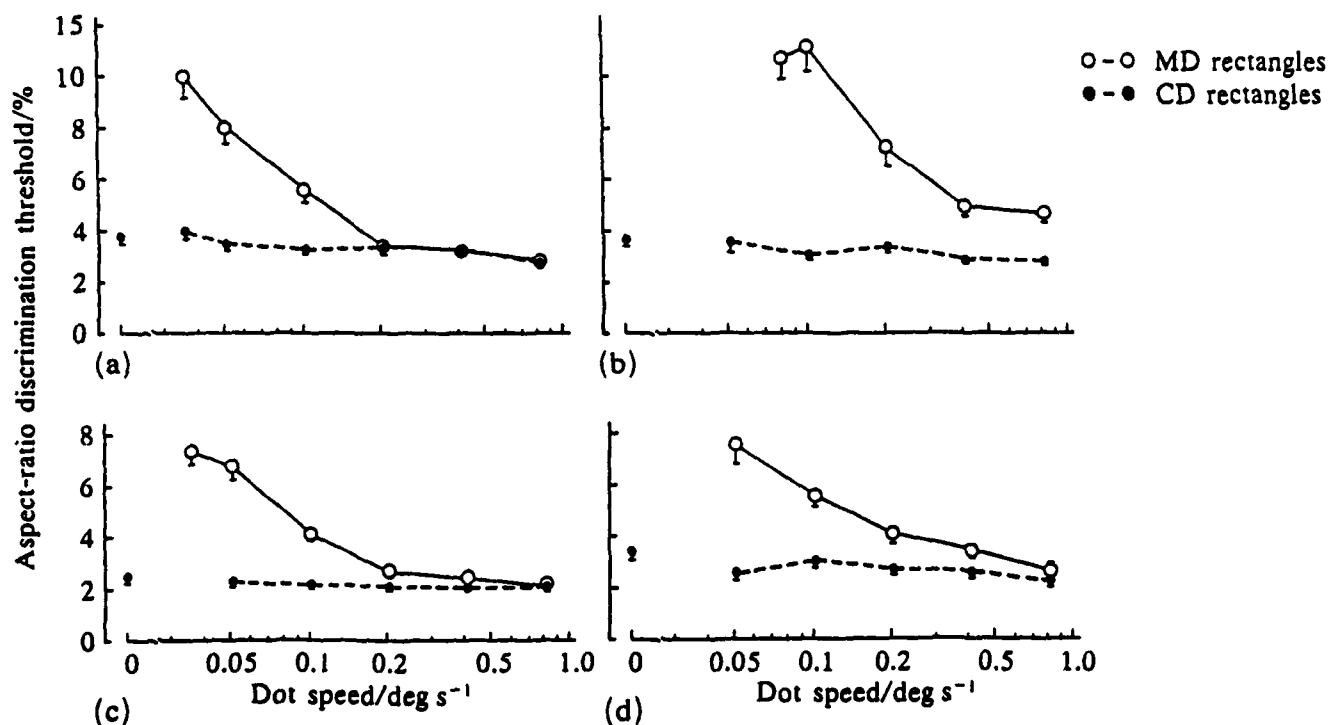 15
10
8
6
4
2
0
(a)
(b)
MD rectangles
CD rectangles
Aspect-ratio discrimination threshold/%
8
6
4
2
0
0 0.05 0.1 0.2 0.5 1.0
Dot speed/deg s⁻¹
(c)
0 0.05 0.1 0.2 0.5 1.0
Dot speed/deg s⁻¹
(d)